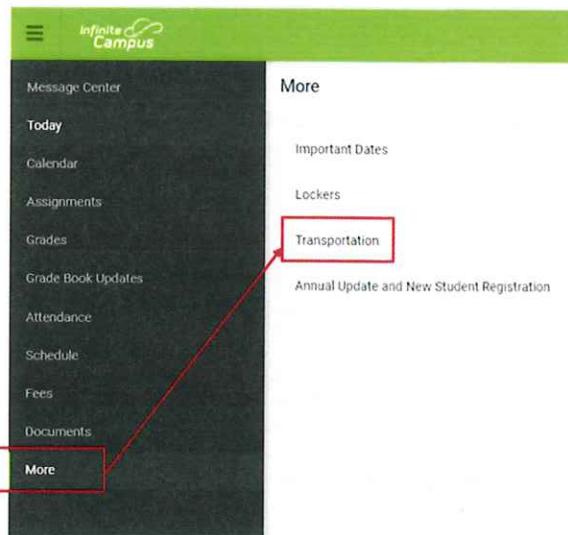 Infinite
Campus
Message Center
Today
Calendar
Assignments
Grades
Grade Book Updates
Attendance
Schedule
Fees
Documents
More
More
Important Dates
Lockers
Transportation
Annual Update and New Student Registration